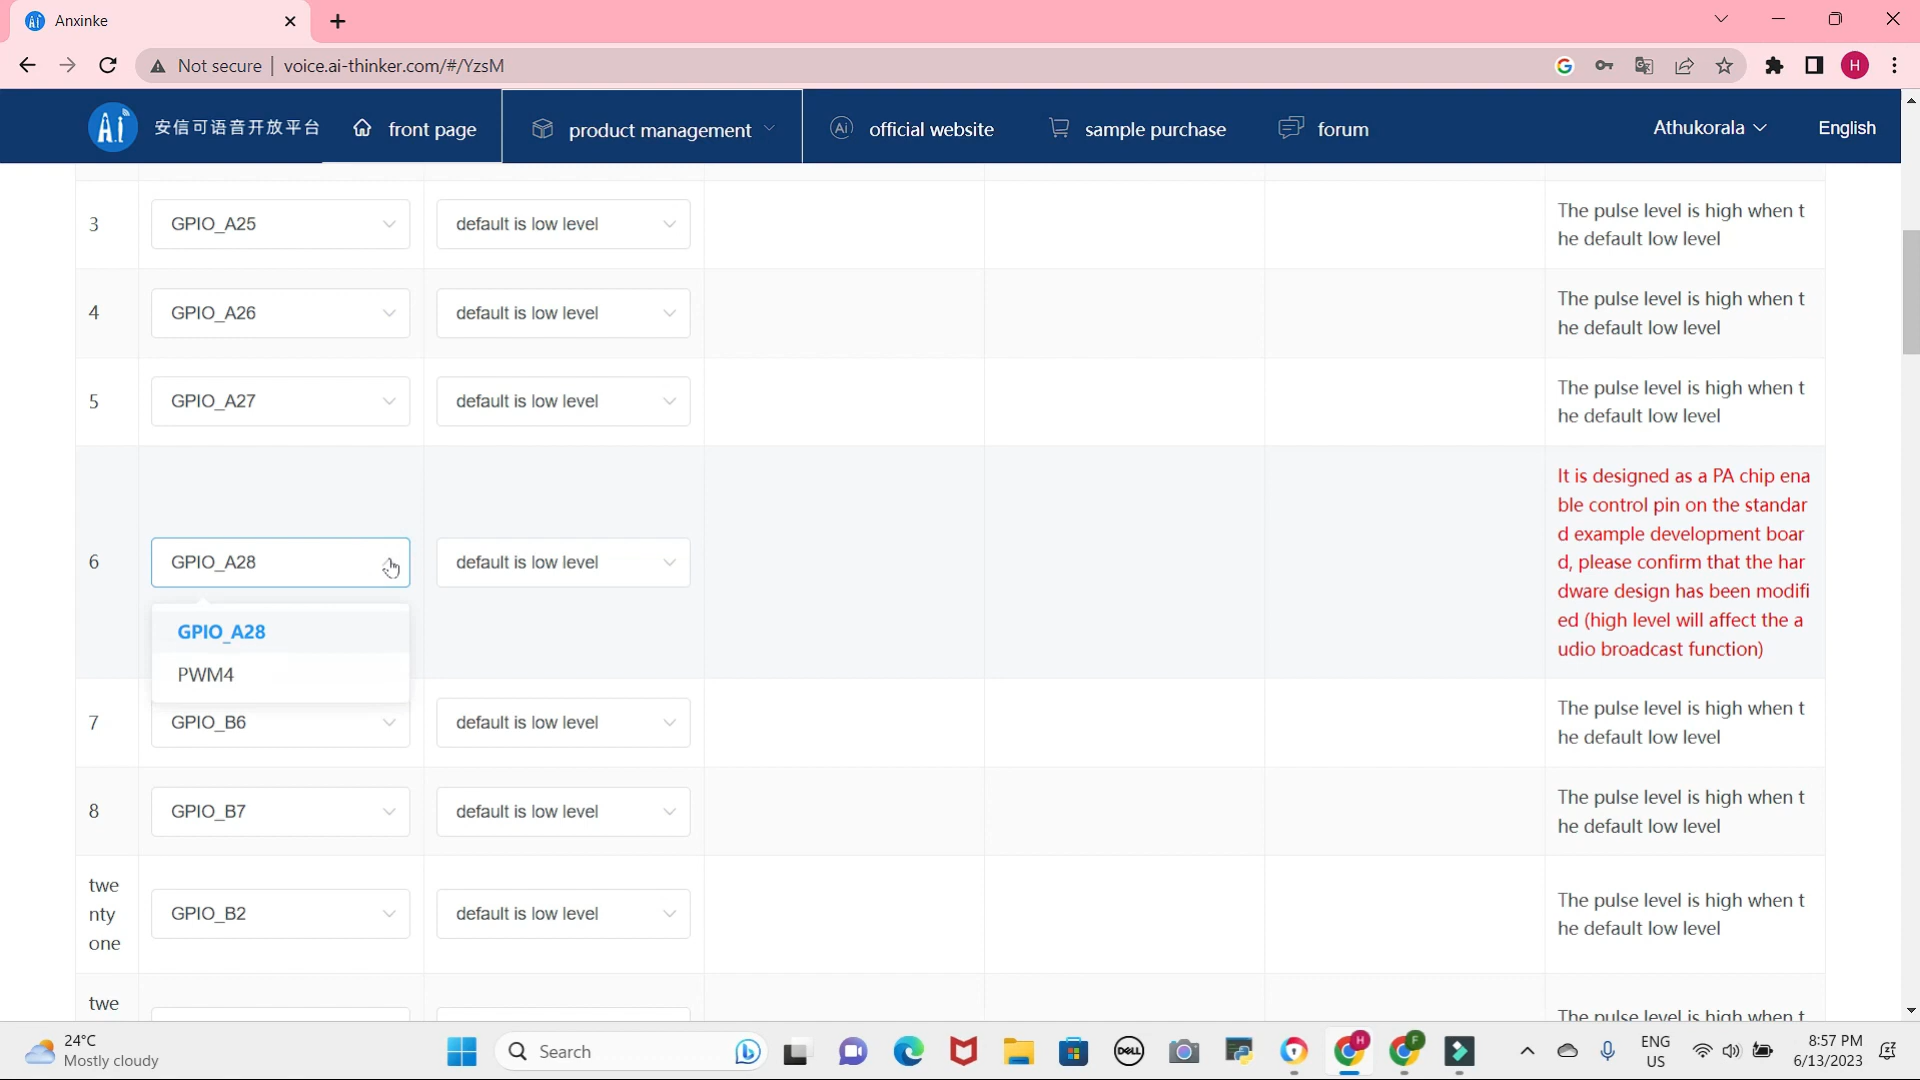 Anxinke
Not secure | voice.ai-thinker.com/#/YzsM
H
安信可语音开放平台
front page
product management
official website
sample purchase
forum
Athukorala
English
3 GPIO_A25 default is low level The pulse level is high when t
he default low level
4 GPIO_A26 default is low level The pulse level is high when t
he default low level
5 GPIO_A27 default is low level The pulse level is high when t
he default low level
6 GPIO_A28 default is low level
It is designed as a PA chip ena
ble control pin on the standar
d example development boar
d, please confirm that the har
dware design has been modifi
ed (high level will affect the a
udio broadcast function)
GPIO_A28
PWM4
7 GPIO_B6 default is low level The pulse level is high when t
he default low level
8 GPIO_B7 default is low level The pulse level is high when t
he default low level
twe
nty
one
GPIO_B2 default is low level The pulse level is high when t
he default low level
twe
The pulse level is high when t
24°C
Mostly cloudy
Search
DELL
H
F
ENG
US
8:57 PM
6/13/2023